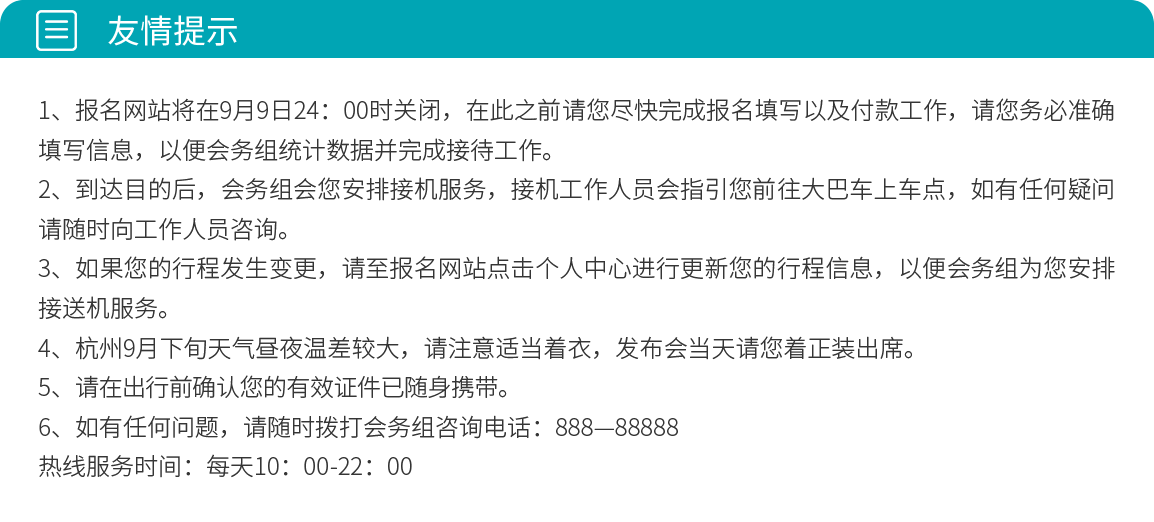 友情提示
1、报名网站将在9月9日24：00时关闭，在此之前请您尽快完成报名填写以及付款工作，请您务必准确
填写信息，以便会务组统计数据并完成接待工作。
2、到达目的后，会务组会您安排接机服务，接机工作人员会指引您前往大巴车上车点，如有任何疑问
请随时向工作人员咨询。
3、如果您的行程发生变更，请至报名网站点击个人中心进行更新您的行程信息，以便会务组为您安排
接送机服务。
4、杭州9月下旬天气昼夜温差较大，请注意适当着衣，发布会当天请您着正装出席。
5、请在出行前确认您的有效证件已随身携带。
6、如有任何问题，请随时拨打会务组咨询电话：888—88888
热线服务时间：每天10：00-22：00